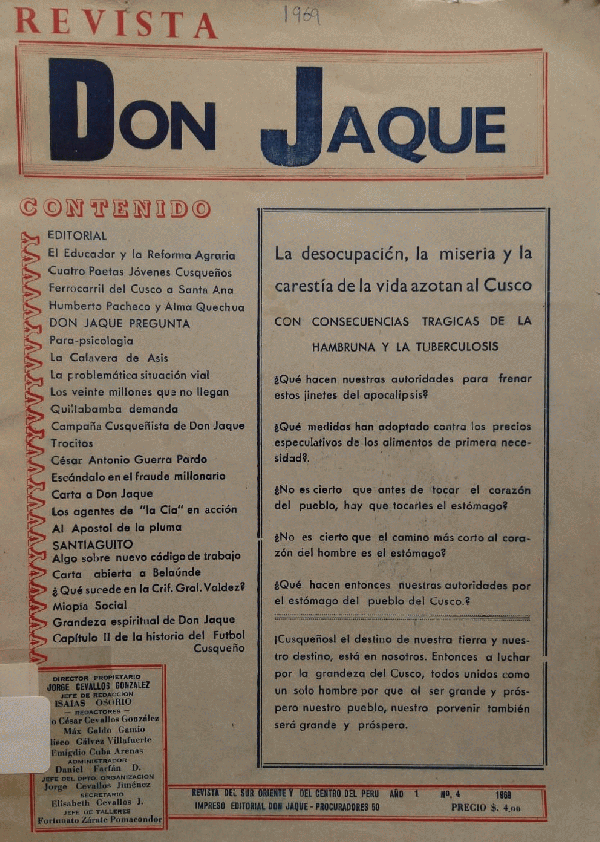 1969
REVISTA
DON JAQUE
CONTENIDO
EDITORIAL
El Educador y la Reforma Agraria
Cuatro Poetas Jóvenes Cusqueños
Ferrocarril del Cusco a Santa Ana
Humberto Pacheco y Alma Quechua
DON JAQUE PREGUNTA
Para-psicología
La Calavera de Asis
La problemática situación vial
Los veinte millones que no llegan
Quillabamba demanda
Campaña Cusqueñista de Don Jaque
Trocitos
César Antonio Guerra Pardo
Escándalo en el fraude millonario
Carta a Don Jaque
Los agentes de "la Cia" en acción
Al Apostol de la pluma
SANTIAGUITO
Algo sobre nuevo código de trabajo
Carta abierta a Belaúnde
¿Qué sucede en la Crif. Gral. Valdez?
Miopía Social
Grandeza espiritual de Don Jaque
Capítulo II de la historia del Futbol
Cusqueño
La desocupación, la miseria y la
carestía de la vida azotan al Cusco
CON CONSECUENCIAS TRAGICAS DE LA
HAMBRUNA Y LA TUBERCULOSIS
¿Qué hacen nuestras autoridades para frenar
estos jinetes del apocalipsis?
¿Qué medidas han adoptado contra los precios
especulativos de los alimentos de primera nece-
sidad?.
¿No es cierto que antes de tocar el corazón
del pueblo, hay que tocarles el estómago?
¿No es cierto que el camino más corto al cora-
zón del hombre es el estómago?
¿Qué hacen entonces nuestras autoridades por
el estómago del pueblo del Cusco.?
¡Cusqueños! el destino de nuestra tierra y nues-
tro destino, está en nosotros. Entonces a luchar
por la grandeza del Cusco, todos unidos como
un solo hombre por que al ser grande y prós-
pero nuestro pueblo, nuestro porvenir también
será grande y próspero.
DIRECTOR PROPIETARIO
JORGE CEVALLOS GONZALEZ
JEFE DE REDACCION
ISAIAS OSORIO
— REDACTORES —
o César Cevallos González
Máx Galdo Gamio
liseo Gálvez Villafuerte
Emigdio Cuba Arenas
ADMINISTRADOR
Daniel Farfán D.
JEFE DEL DPTO. ORGANIZACION
Jorge Cevallos Jiménez
SECRETARIO
Elisabeth Cevallos J.
JEFE DE TALLERES
Fortunato Zárate Pomacondor
REVISTA DEL SUR ORIENTE Y DEL CENTRO DEL PERU AÑO 1 No. 4 1969
IMPRESO EDITORIAL DON JAQUE - PROCURADORES 50 PRECIO $. 4,00